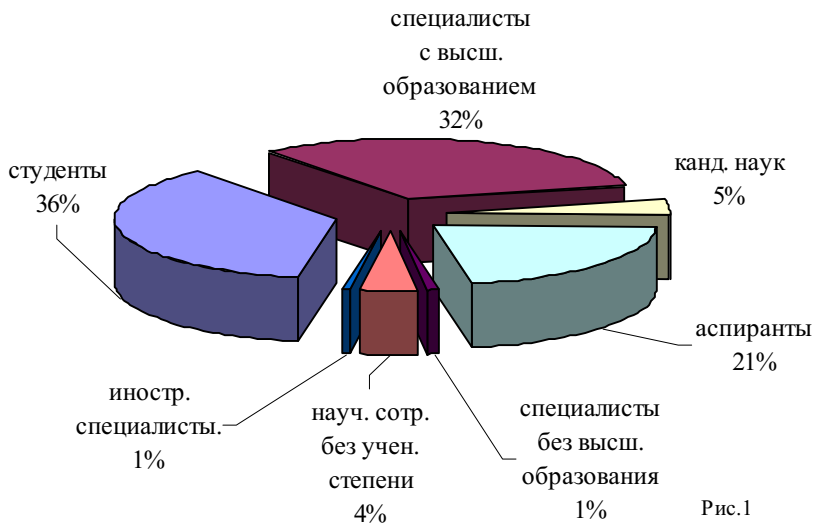 специалисты
с высш.
образованием
32%
студенты
36%
канд. наук
5%
аспиранты
21%
иностр.
специалисты.
1%
науч. сотр.
без учен.
степени
4%
специалисты
без высш.
образования
1%
Рис.1